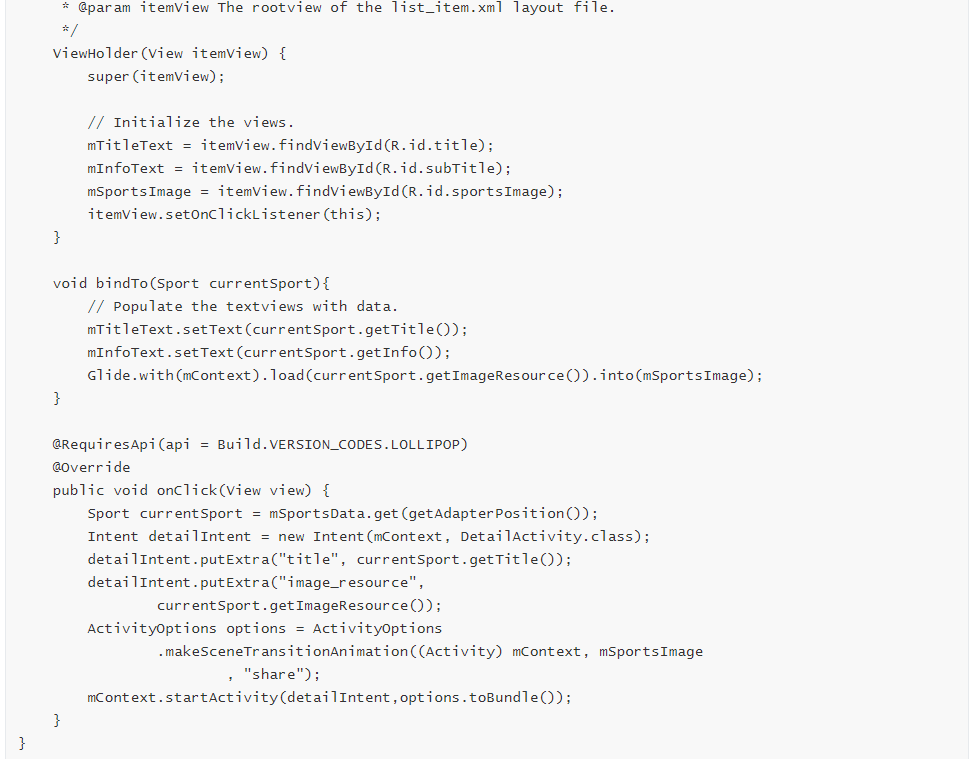 * @param itemView The rootview of the list_item.xml layout file.
     */
    ViewHolder(View itemView) {
        super(itemView);

        // Initialize the views.
        mTitleText = itemView.findViewById(R.id.title);
        mInfoText = itemView.findViewById(R.id.subTitle);
        mSportsImage = itemView.findViewById(R.id.sportsImage);
        itemView.setOnClickListener(this);
    }

    void bindTo(Sport currentSport){
        // Populate the textviews with data.
        mTitleText.setText(currentSport.getTitle());
        mInfoText.setText(currentSport.getInfo());
        Glide.with(mContext).load(currentSport.getImageResource()).into(mSportsImage);
    }

    @RequiresApi(api = Build.VERSION_CODES.LOLLIPOP)
    @Override
    public void onClick(View view) {
        Sport currentSport = mSportsData.get(getAdapterPosition());
        Intent detailIntent = new Intent(mContext, DetailActivity.class);
        detailIntent.putExtra("title", currentSport.getTitle());
        detailIntent.putExtra("image_resource",
                currentSport.getImageResource());
        ActivityOptions options = ActivityOptions
                .makeSceneTransitionAnimation((Activity) mContext, mSportsImage
                        , "share");
        mContext.startActivity(detailIntent,options.toBundle());
    }
}